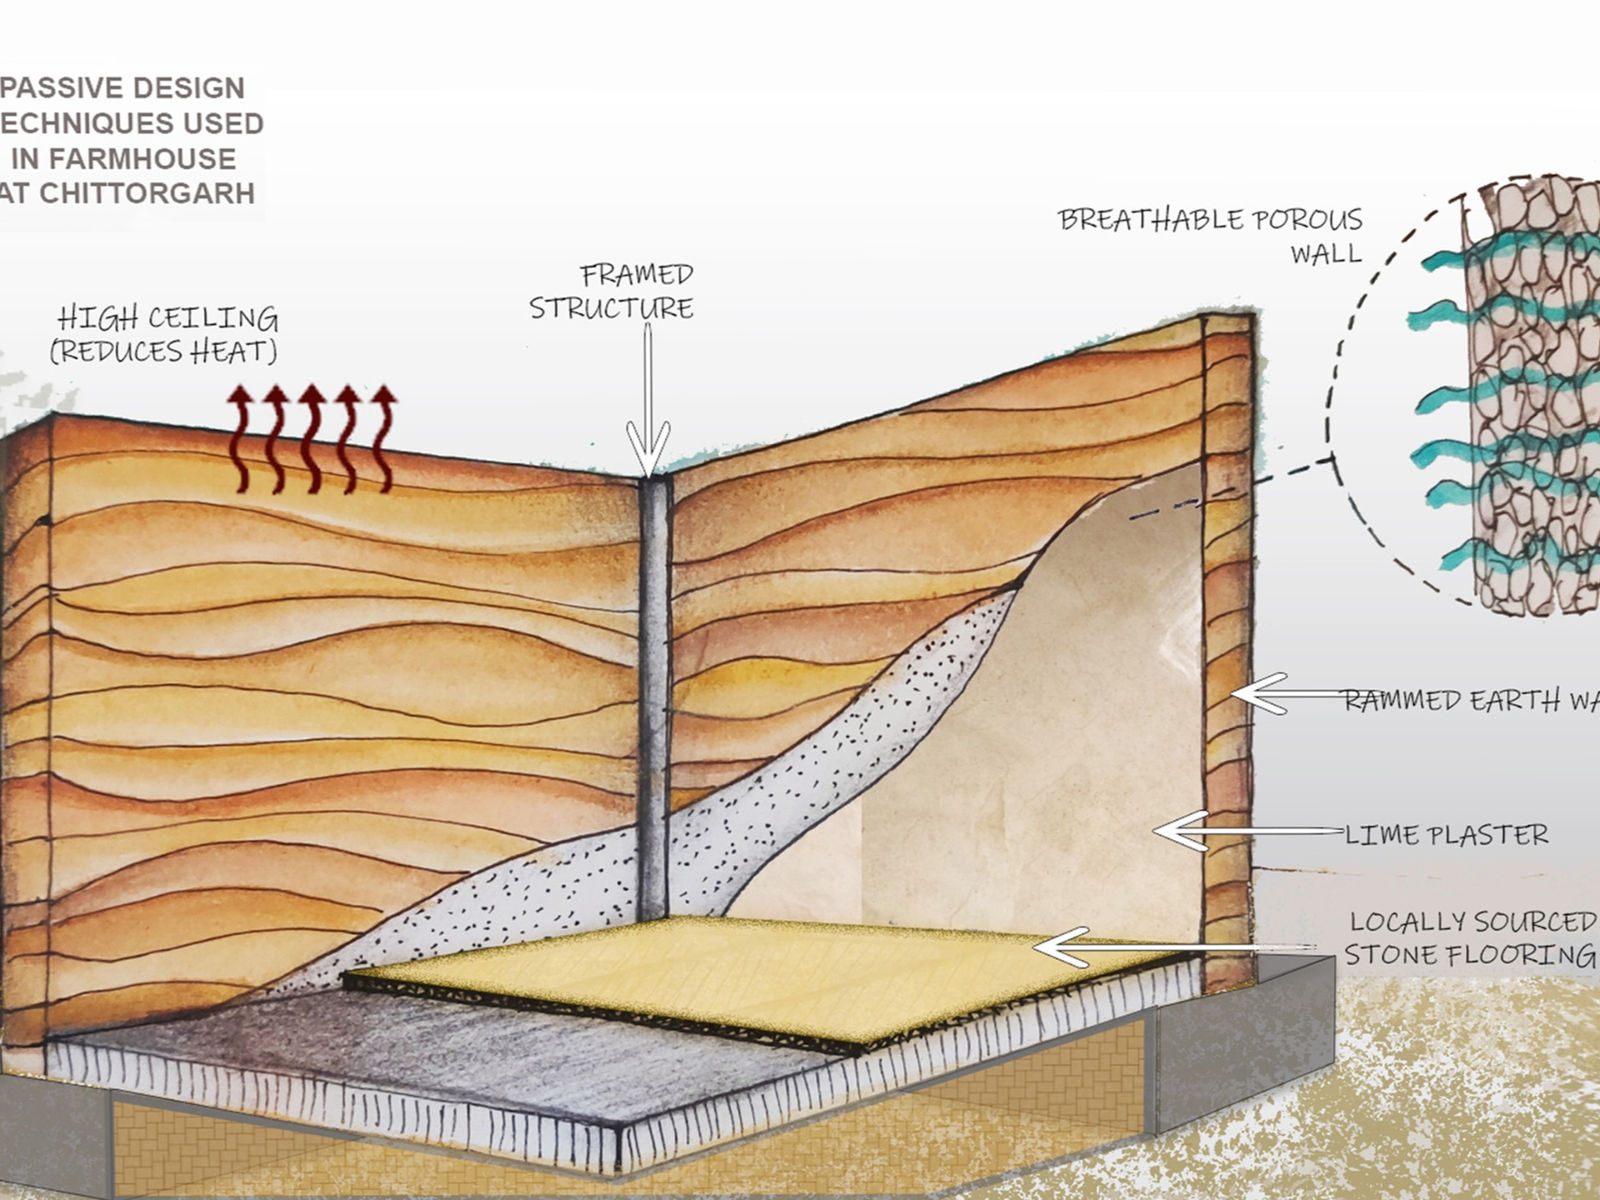 PASSIVE DESIGN
ECHNIQUES USED
IN FARMHOUSE
AT CHITTORGARH
HIGH CEILING
(REDUCES HEAT)
FRAMED
STRUCTURE
BREATHABLE POROUS
WALL
RAMMED EARTH WA
LIME PLASTER
LOCALLY SOURCED
STONE FLOORING